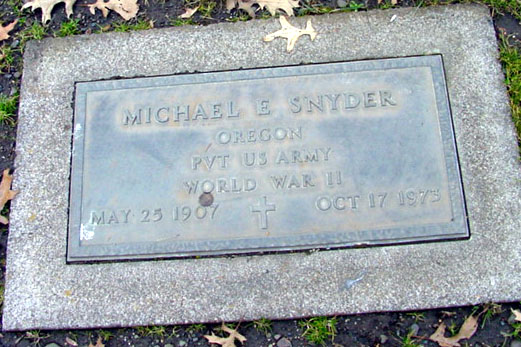 MICHAEL E SNYDER
OREGON
PVT US ARMY
WORLD WAR II
MAY 25 1907 OCT 17 1973